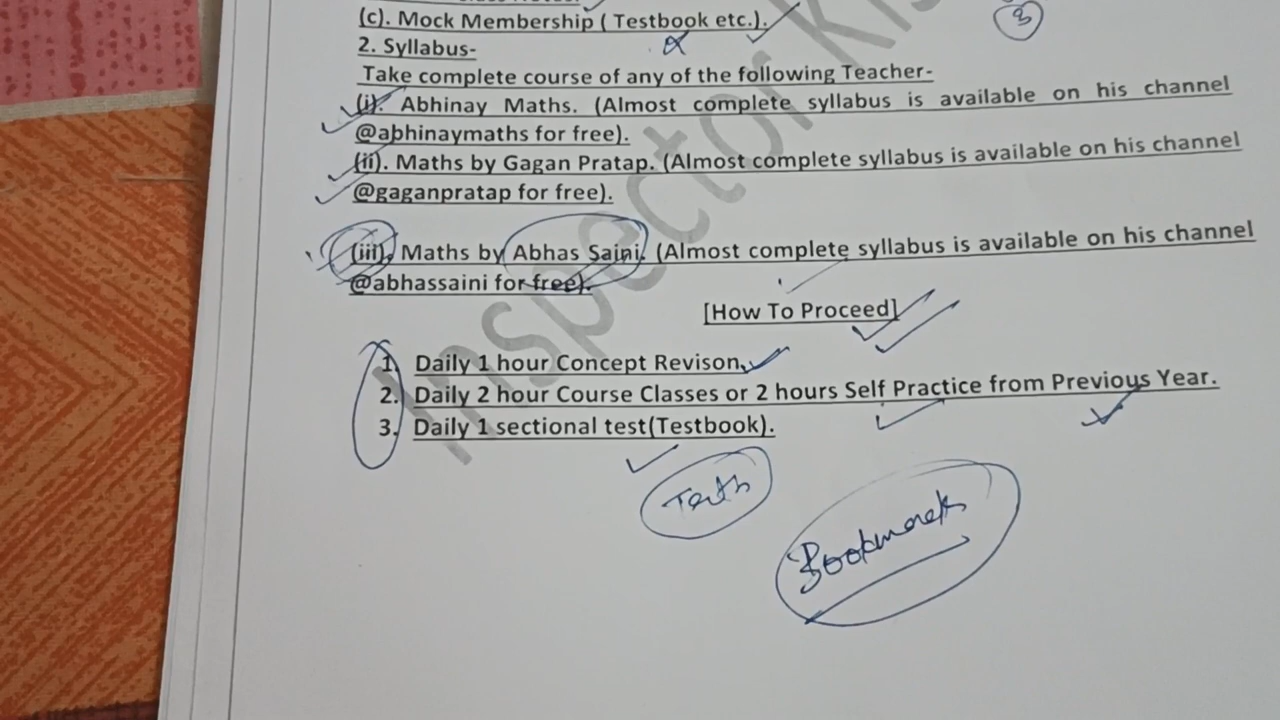 (c). Mock Membership ( Testbook etc.).
3
2. Syllabus-
Take complete course of any of the following Teacher-
(i). Abhinay Maths. (Almost complete syllabus is available on his channel
@abhinaymaths for free).
(ii). Maths by Gagan Pratap. (Almost complete syllabus is available on his channel
@gaganpratap for free).
(iii). Maths by Abhas Saini. (Almost complete syllabus is available on his channel
@abhassaini for free).
[How To Proceed]
1. Daily 1 hour Concept Revison.
2. Daily 2 hour Course Classes or 2 hours Self Practice from Previous Year.
3. Daily 1 sectional test(Testbook).
Bookmark
Inspector